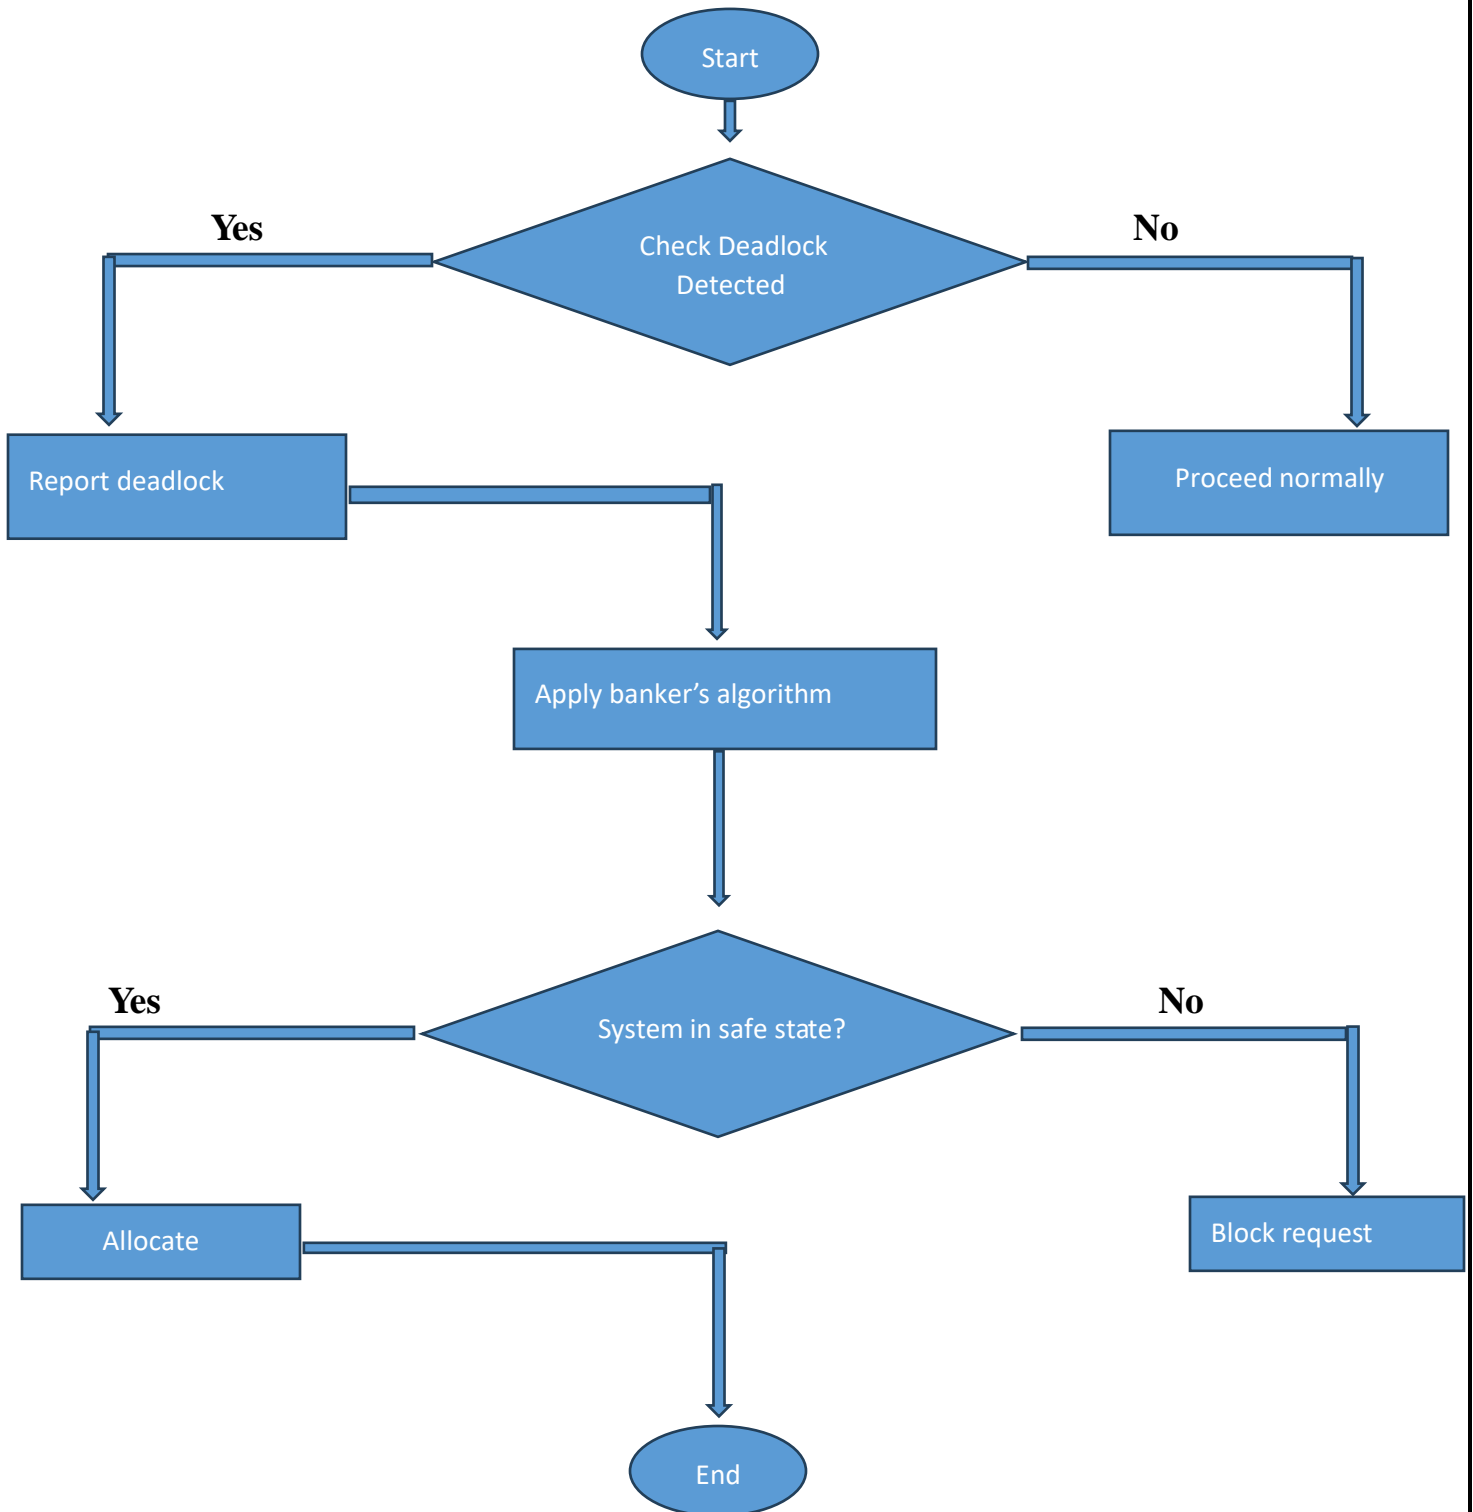 Start
Yes
No
Check Deadlock
Detected
Report deadlock
Proceed normally
Apply banker’s algorithm
Yes
No
System in safe state?
Allocate
Block request
End